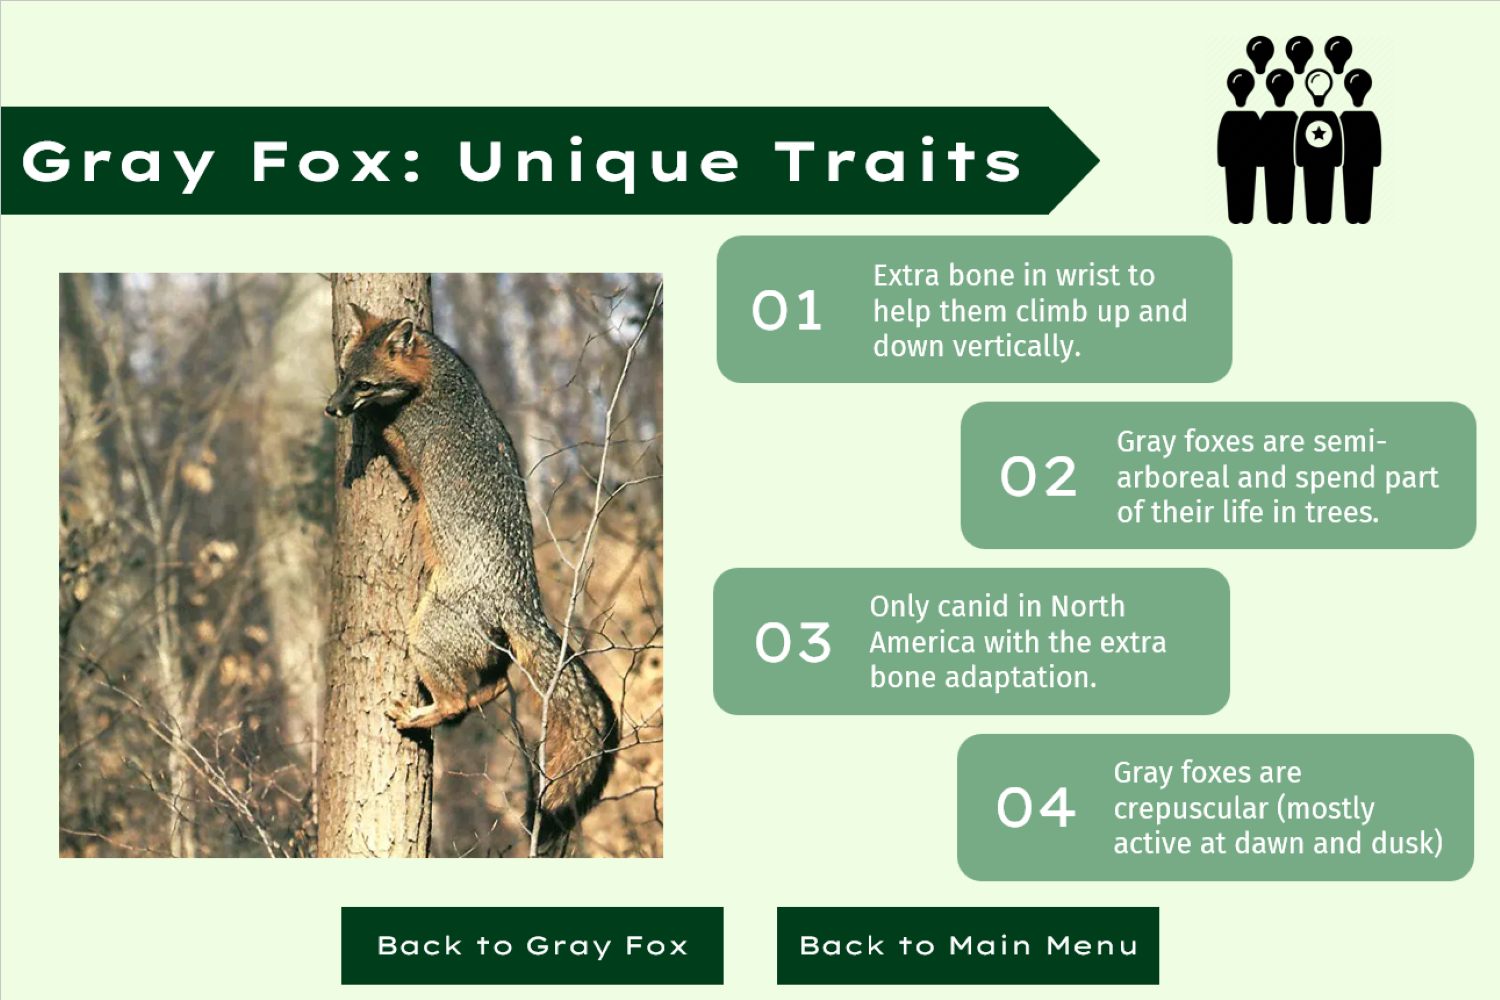 Gray Fox: Unique Traits
01
Extra bone in wrist to
help them climb up and
down vertically.
02
Gray foxes are semi-
arboreal and spend part
of their life in trees.
03
Only canid in North
America with the extra
bone adaptation.
04
Gray foxes are
crepuscular (mostly
active at dawn and dusk)
Back to Gray Fox
Back to Main Menu